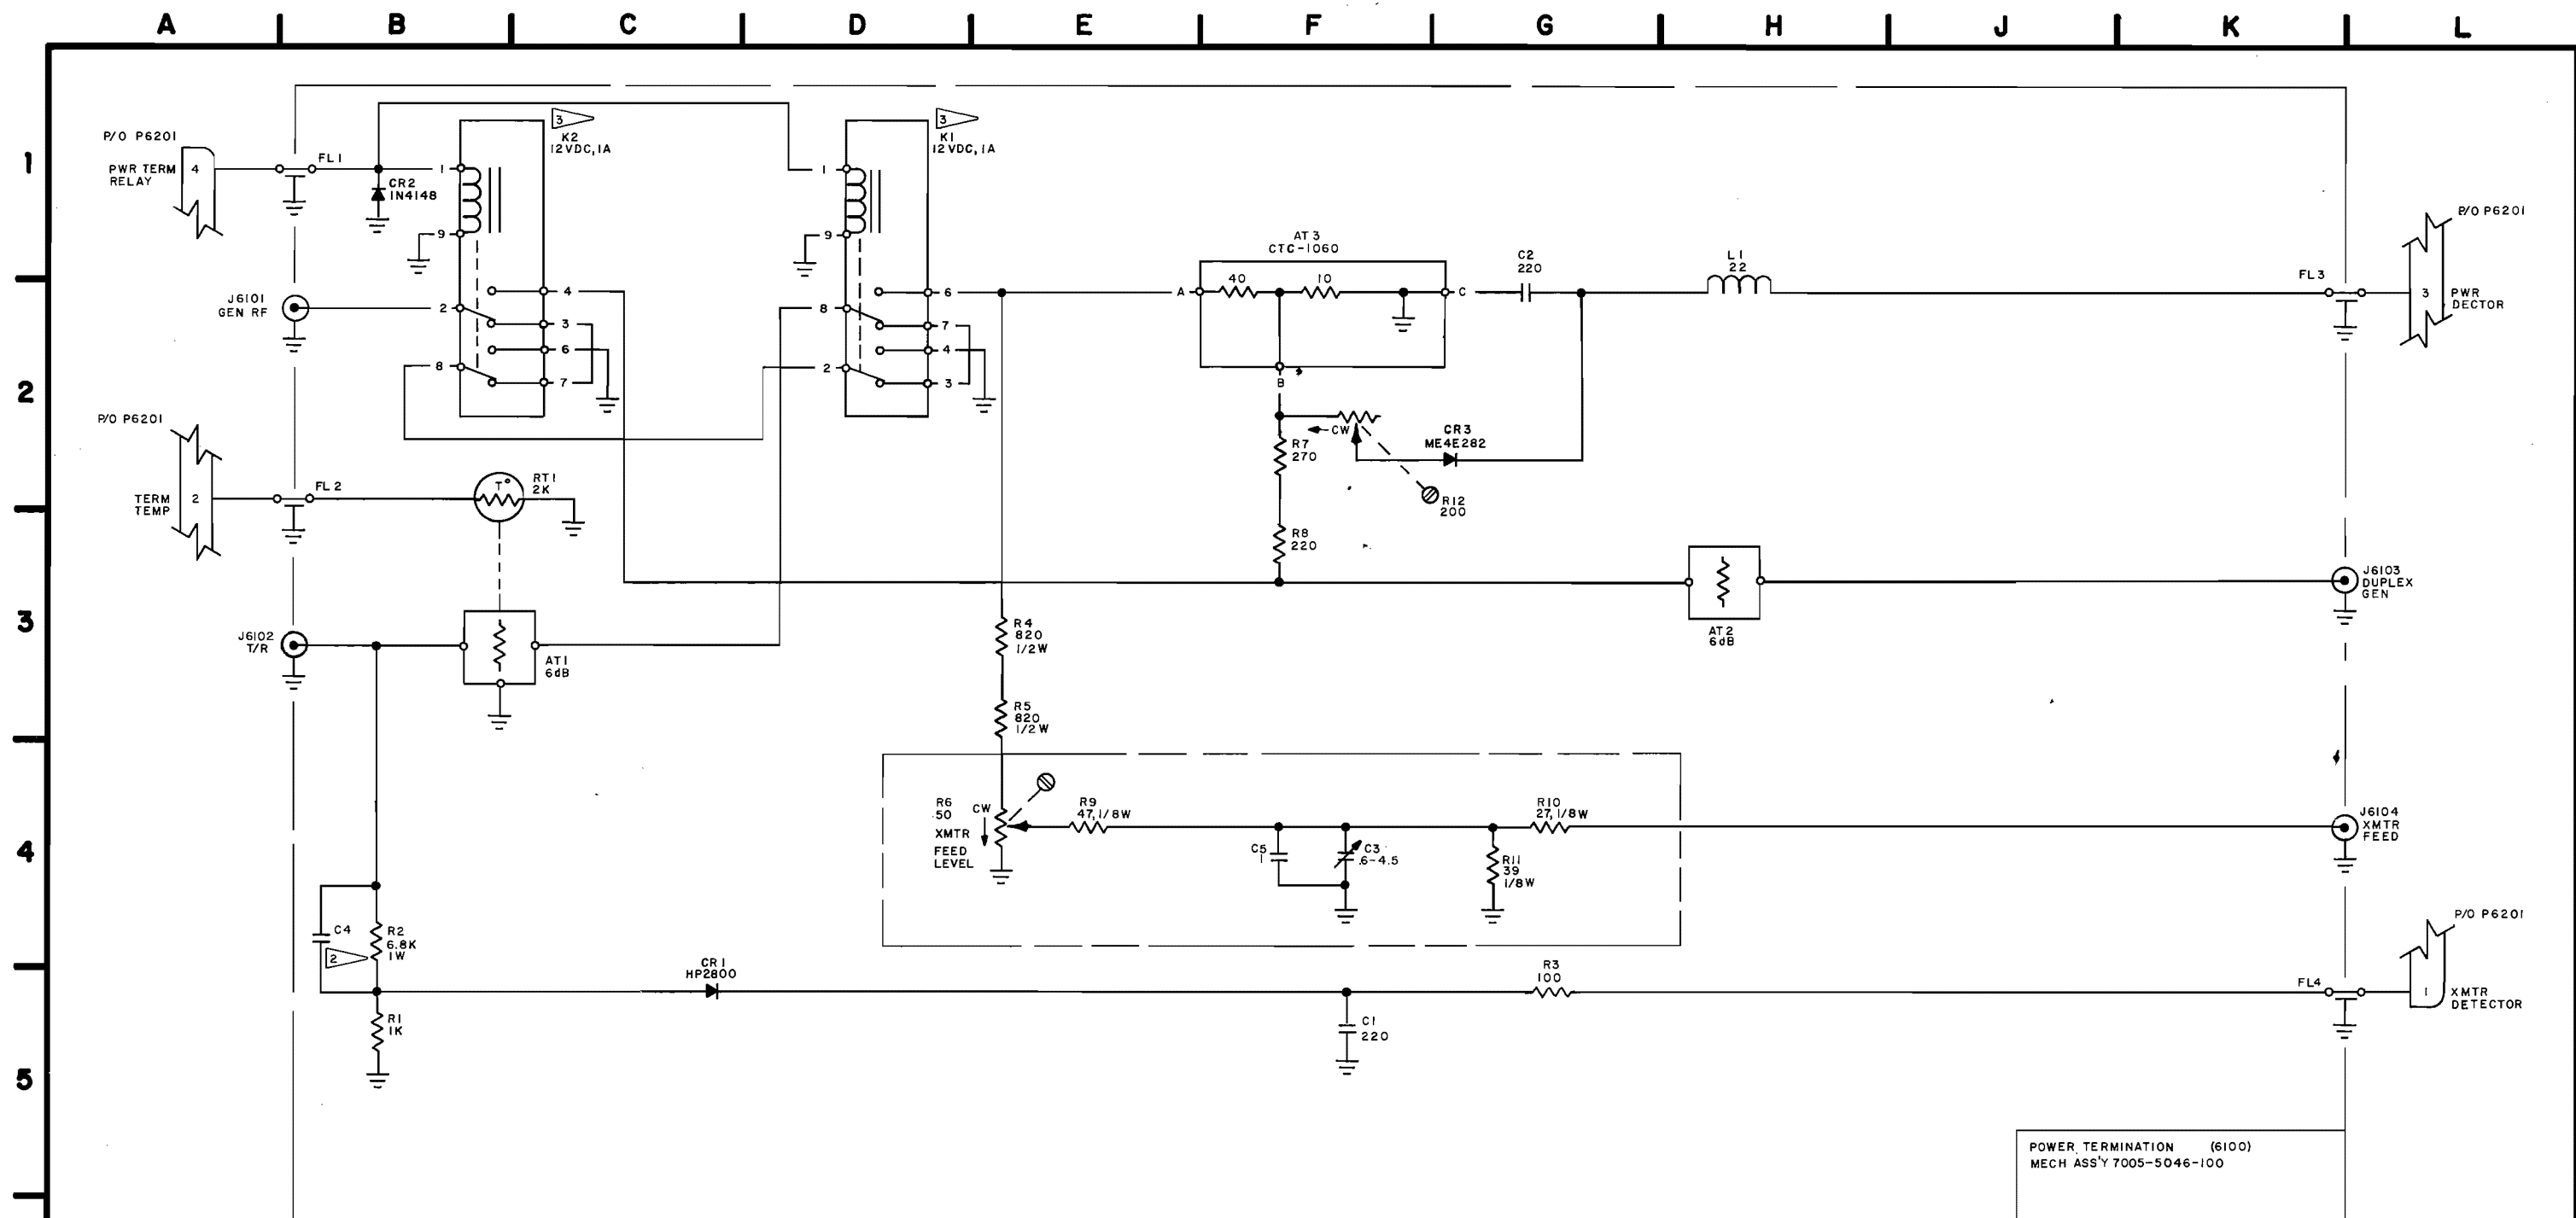 A B C D E F G H J K L
1
2
3
4
5
P/O P6201
PWR TERM
RELAY
4
FL1
CR2
1N4148
1
9
2
8
3
K2
12VDC,1A
4
3
6
7
1
9
8
2
3
K1
12VDC,1A
6
7
4
3
AT3
CTC-1060
A
40
10
C
B
C2
220
L1
22
FL3
P/O P6201
3
PWR
DECTOR
J6101
GEN RF
P/O P6201
TERM
TEMP
2
FL2
T°
RT1
2K
R7
270
CW
CR3
ME4E282
R12
200
R8
220
AT2
6dB
J6103
DUPLEX
GEN
J6102
T/R
AT1
6dB
R4
820
1/2W
R5
820
1/2W
R6
50
XMTR
FEED
LEVEL
CW
R9
47,1/8W
C5
1
C3
.6-4.5
R10
27,1/8W
R11
39
1/8W
J6104
XMTR
FEED
C4
2
R2
6.8K
1W
R1
1K
CR1
HP2800
C1
220
R3
100
FL4
P/O P6201
1
XMTR
DETECTOR
POWER TERMINATION (6100)
MECH ASS'Y 7005-5046-100